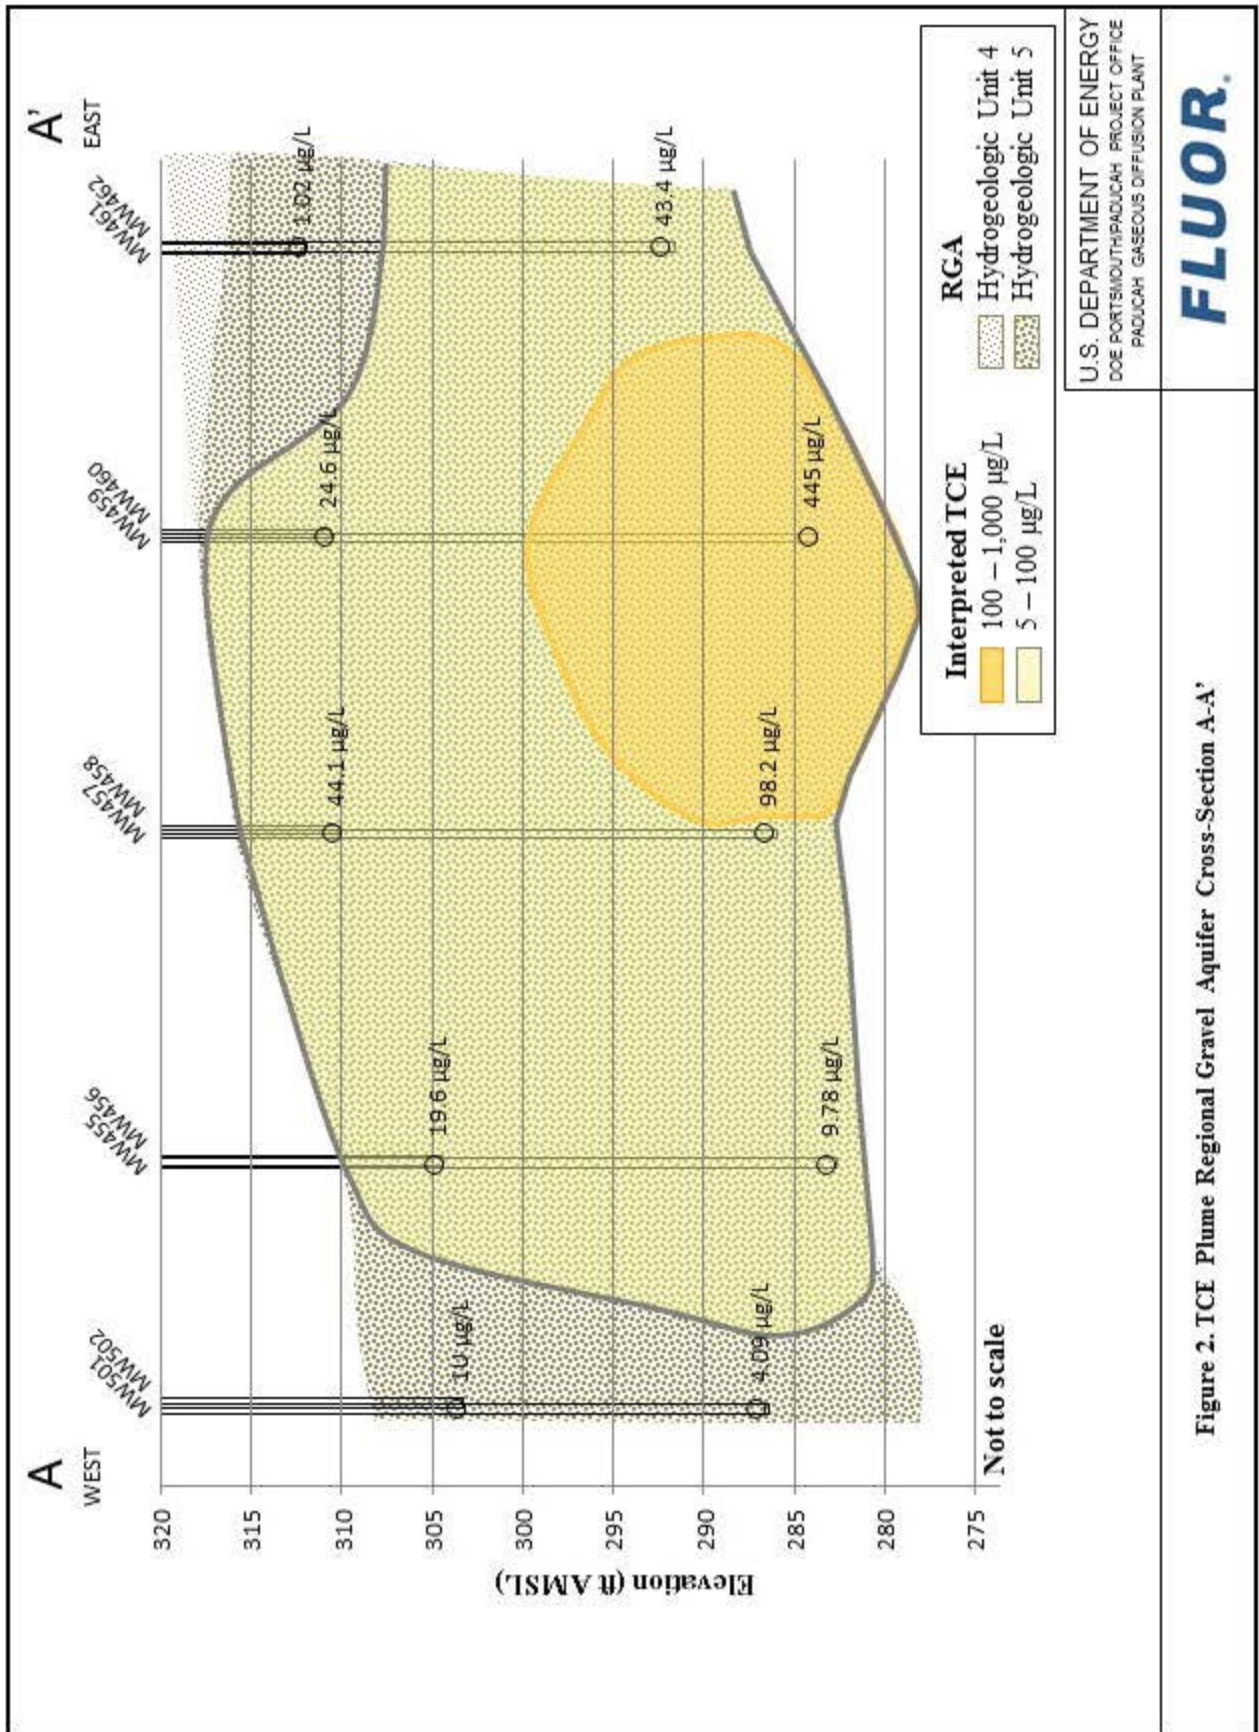 A
A'
WEST
EAST
MW501
MW502
MW455
MW456
MW457
MW458
MW459
MW460
MW461
MW462
320
315
310
305
300
295
290
285
280
275
Elevation (ft AMSL)
1U µg/L
4.09 µg/L
19.6 µg/L
9.78 µg/L
44.1 µg/L
98.2 µg/L
24.6 µg/L
445 µg/L
1.02 µg/L
43.4 µg/L
Not to scale
Interpreted TCE
100 – 1,000 µg/L
5 – 100 µg/L
RGA
Hydrogeologic Unit 4
Hydrogeologic Unit 5
U.S. DEPARTMENT OF ENERGY
DOE PORTSMOUTH/PADUCAH PROJECT OFFICE
PADUCAH GASEOUS DIFFUSION PLANT
FLUOR®
Figure 2. TCE Plume Regional Gravel Aquifer Cross-Section A-A'